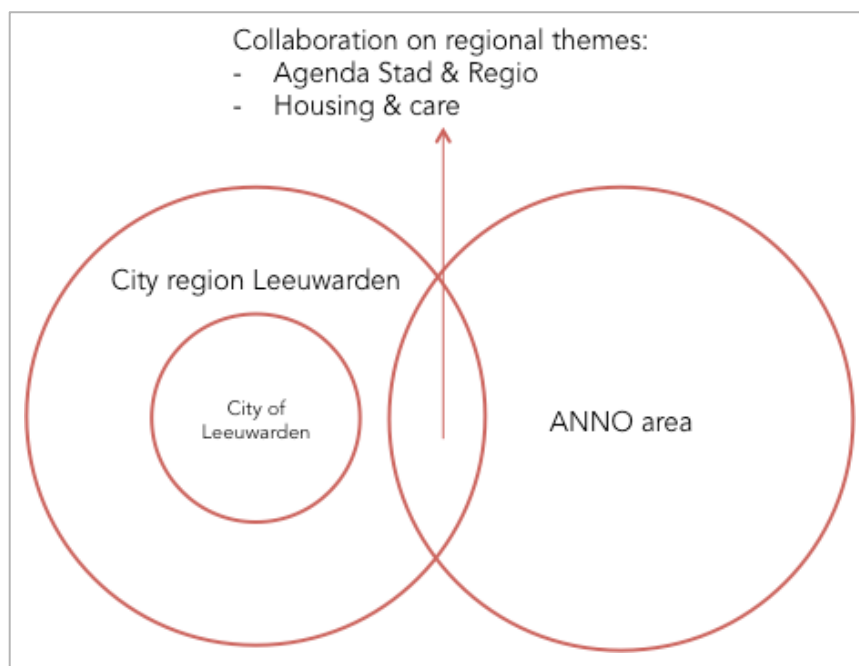 Collaboration on regional themes:
- Agenda Stad & Regio
- Housing & care
City region Leeuwarden
City of
Leeuwarden
ANNO area